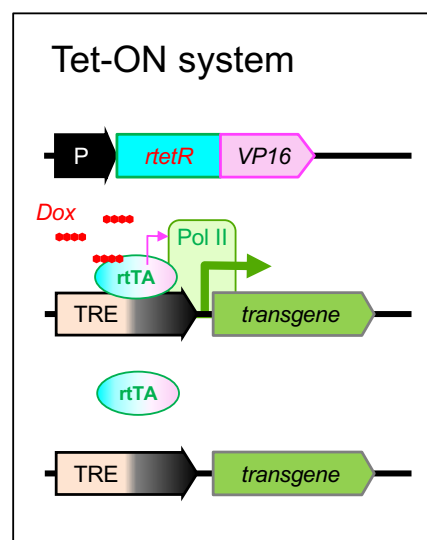 Tet-ON system
P
rtetR
VP16
Dox
Pol II
rtTA
TRE
transgene
rtTA
TRE
transgene